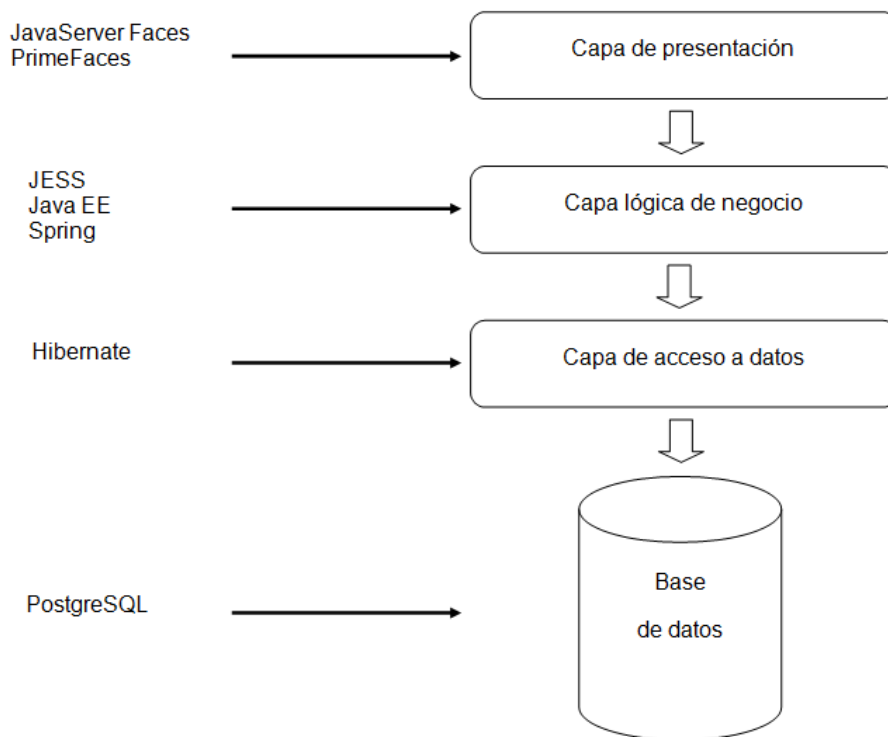 JavaServer Faces
PrimeFaces
Capa de presentación
JESS
Java EE
Spring
Capa lógica de negocio
Hibernate
Capa de acceso a datos
PostgreSQL
Base
de datos